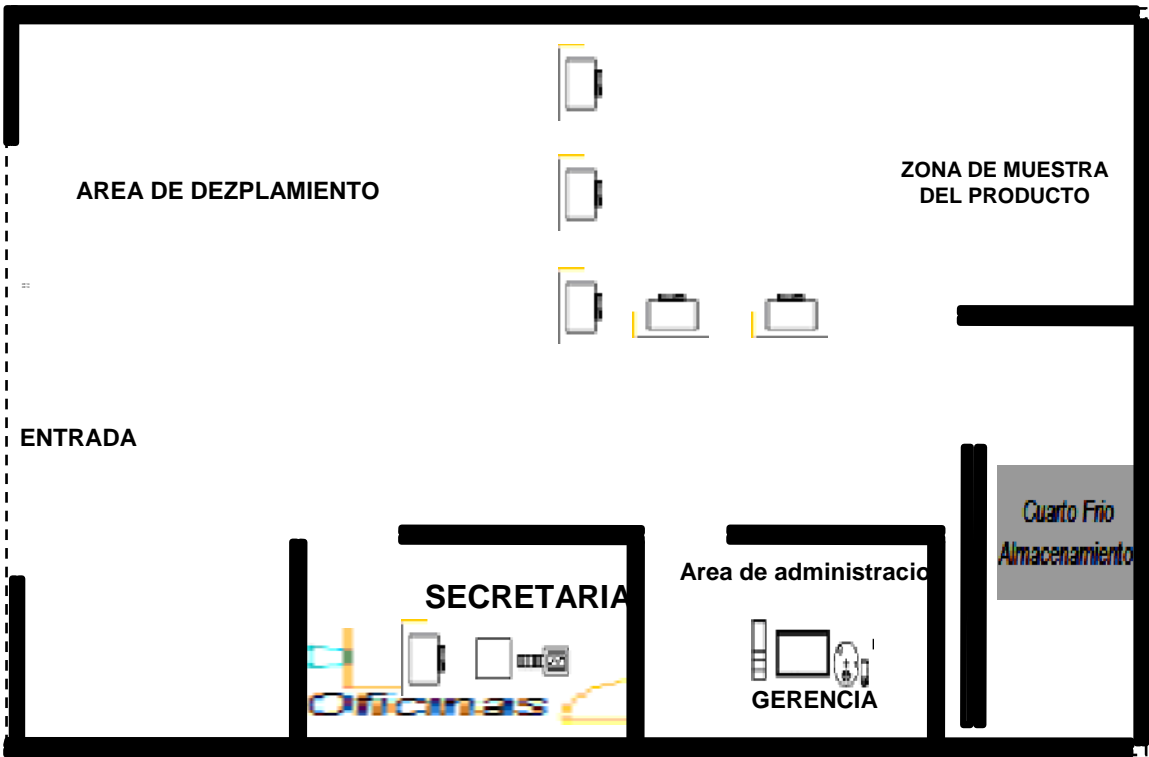 AREA DE DEZPLAMIENTO
ZONA DE MUESTRA
DEL PRODUCTO
ENTRADA
Cuarto Frio
Almacenamiento
SECRETARIA
Area de administracio
Oficinas
GERENCIA